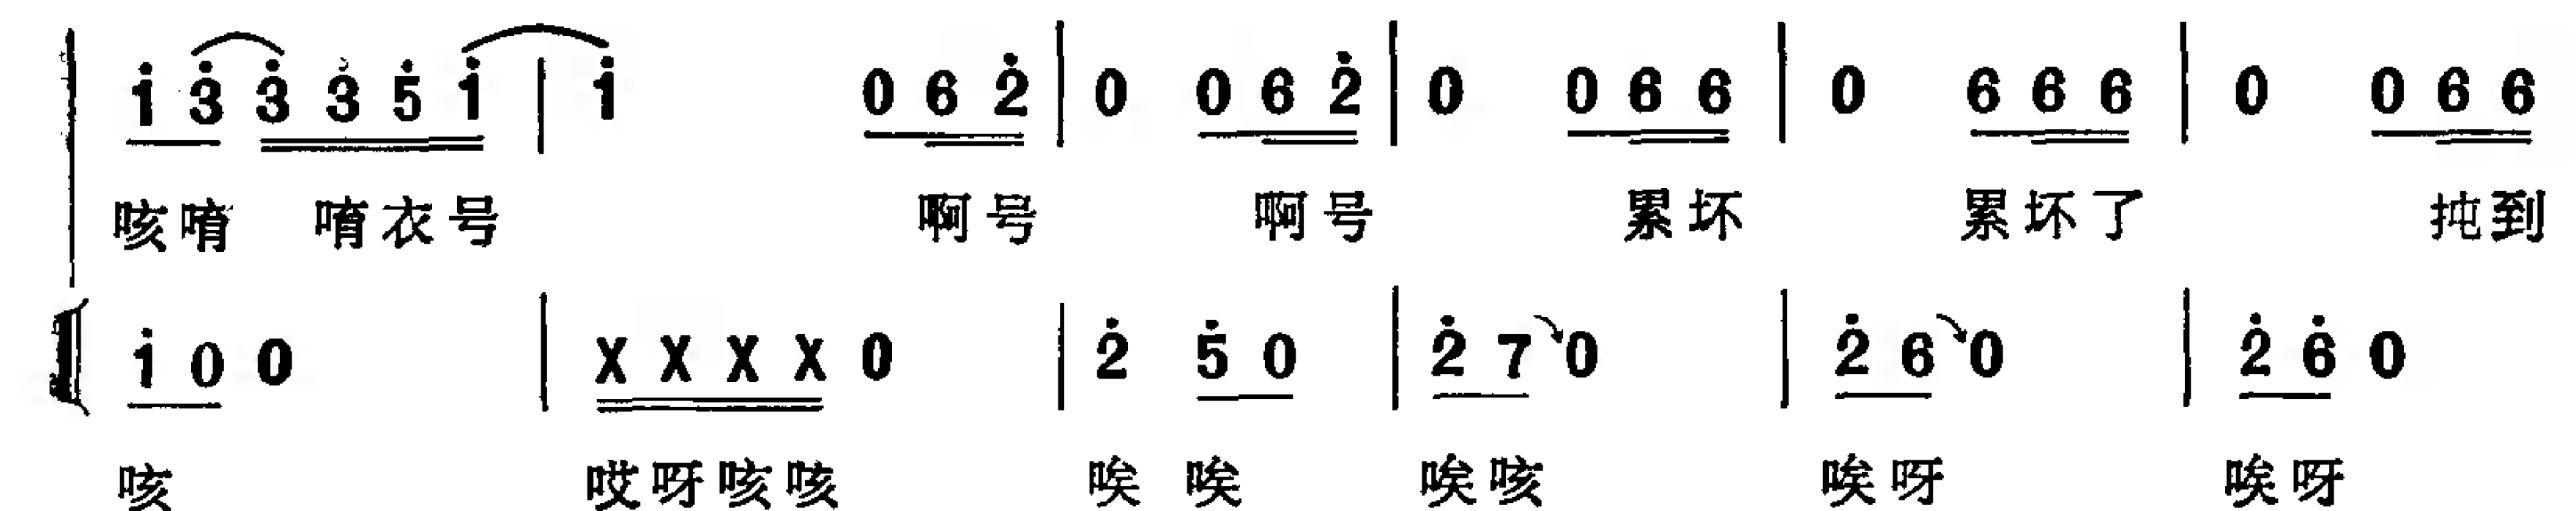 i̇ 3̇ 3̇ 3̇ 5̇ i̇ | i̇ 0 6 2̇ | 0 0 6 2̇ | 0 0 6 6 | 0 6 6 6 | 0 0 6 6
咳唷 唷衣号 啊号 啊号 累坏 累坏了 扽到
i̇ 0 0 | X X X X 0 | 2̇ 5̇ 0 | 2̇ 7 0 | 2̇ 6 0 | 2̇ 6̇ 0
咳 哎呀咳咳 唉 唉 唉咳 唉呀 唉呀